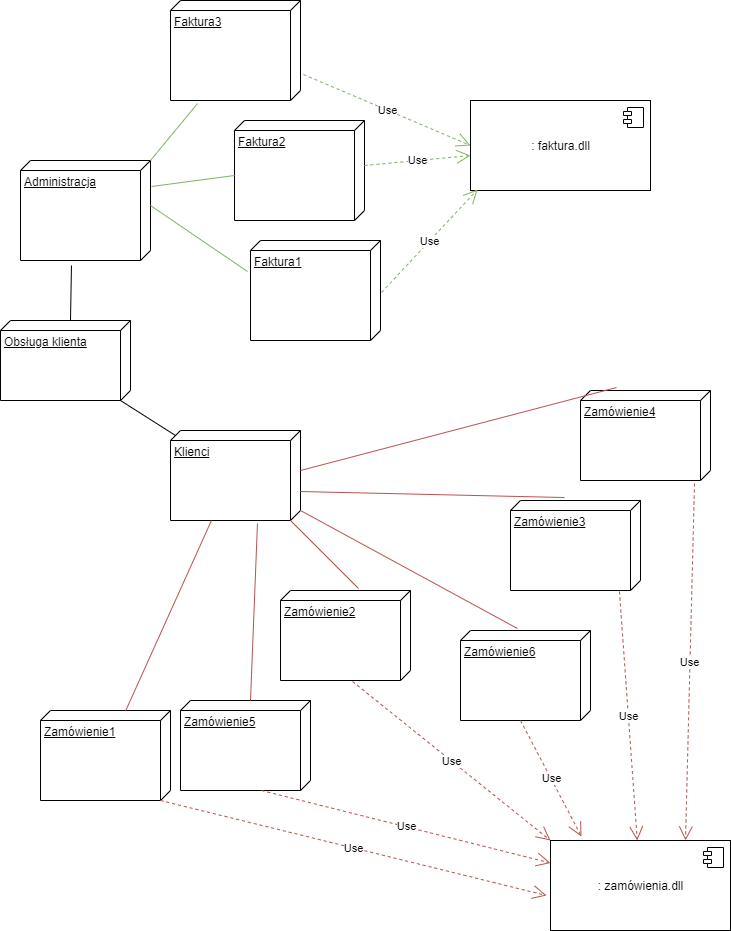 Faktura3
Use
Faktura2
: faktura.dll
Use
Administracja
Use
Faktura1
Obsługa klienta
Zamówienie4
Klienci
Zamówienie3
Zamówienie2
Zamówienie6
Use
Zamówienie5
Use
Zamówienie1
Use
Use
Use
Use
: zamówienia.dll